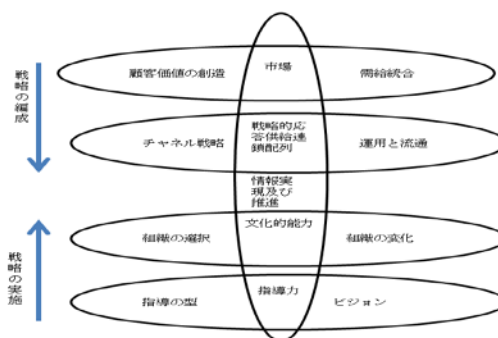 戦略の編成
顧客価値の創造
市場
需給統合
チャネル戦略
戦略的応
答供給連
鎖配列
運用と流通
情報実
現及び
推進
戦略の実施
組織の選択
文化的能力
組織の変化
指導の型
指導力
ビジョン